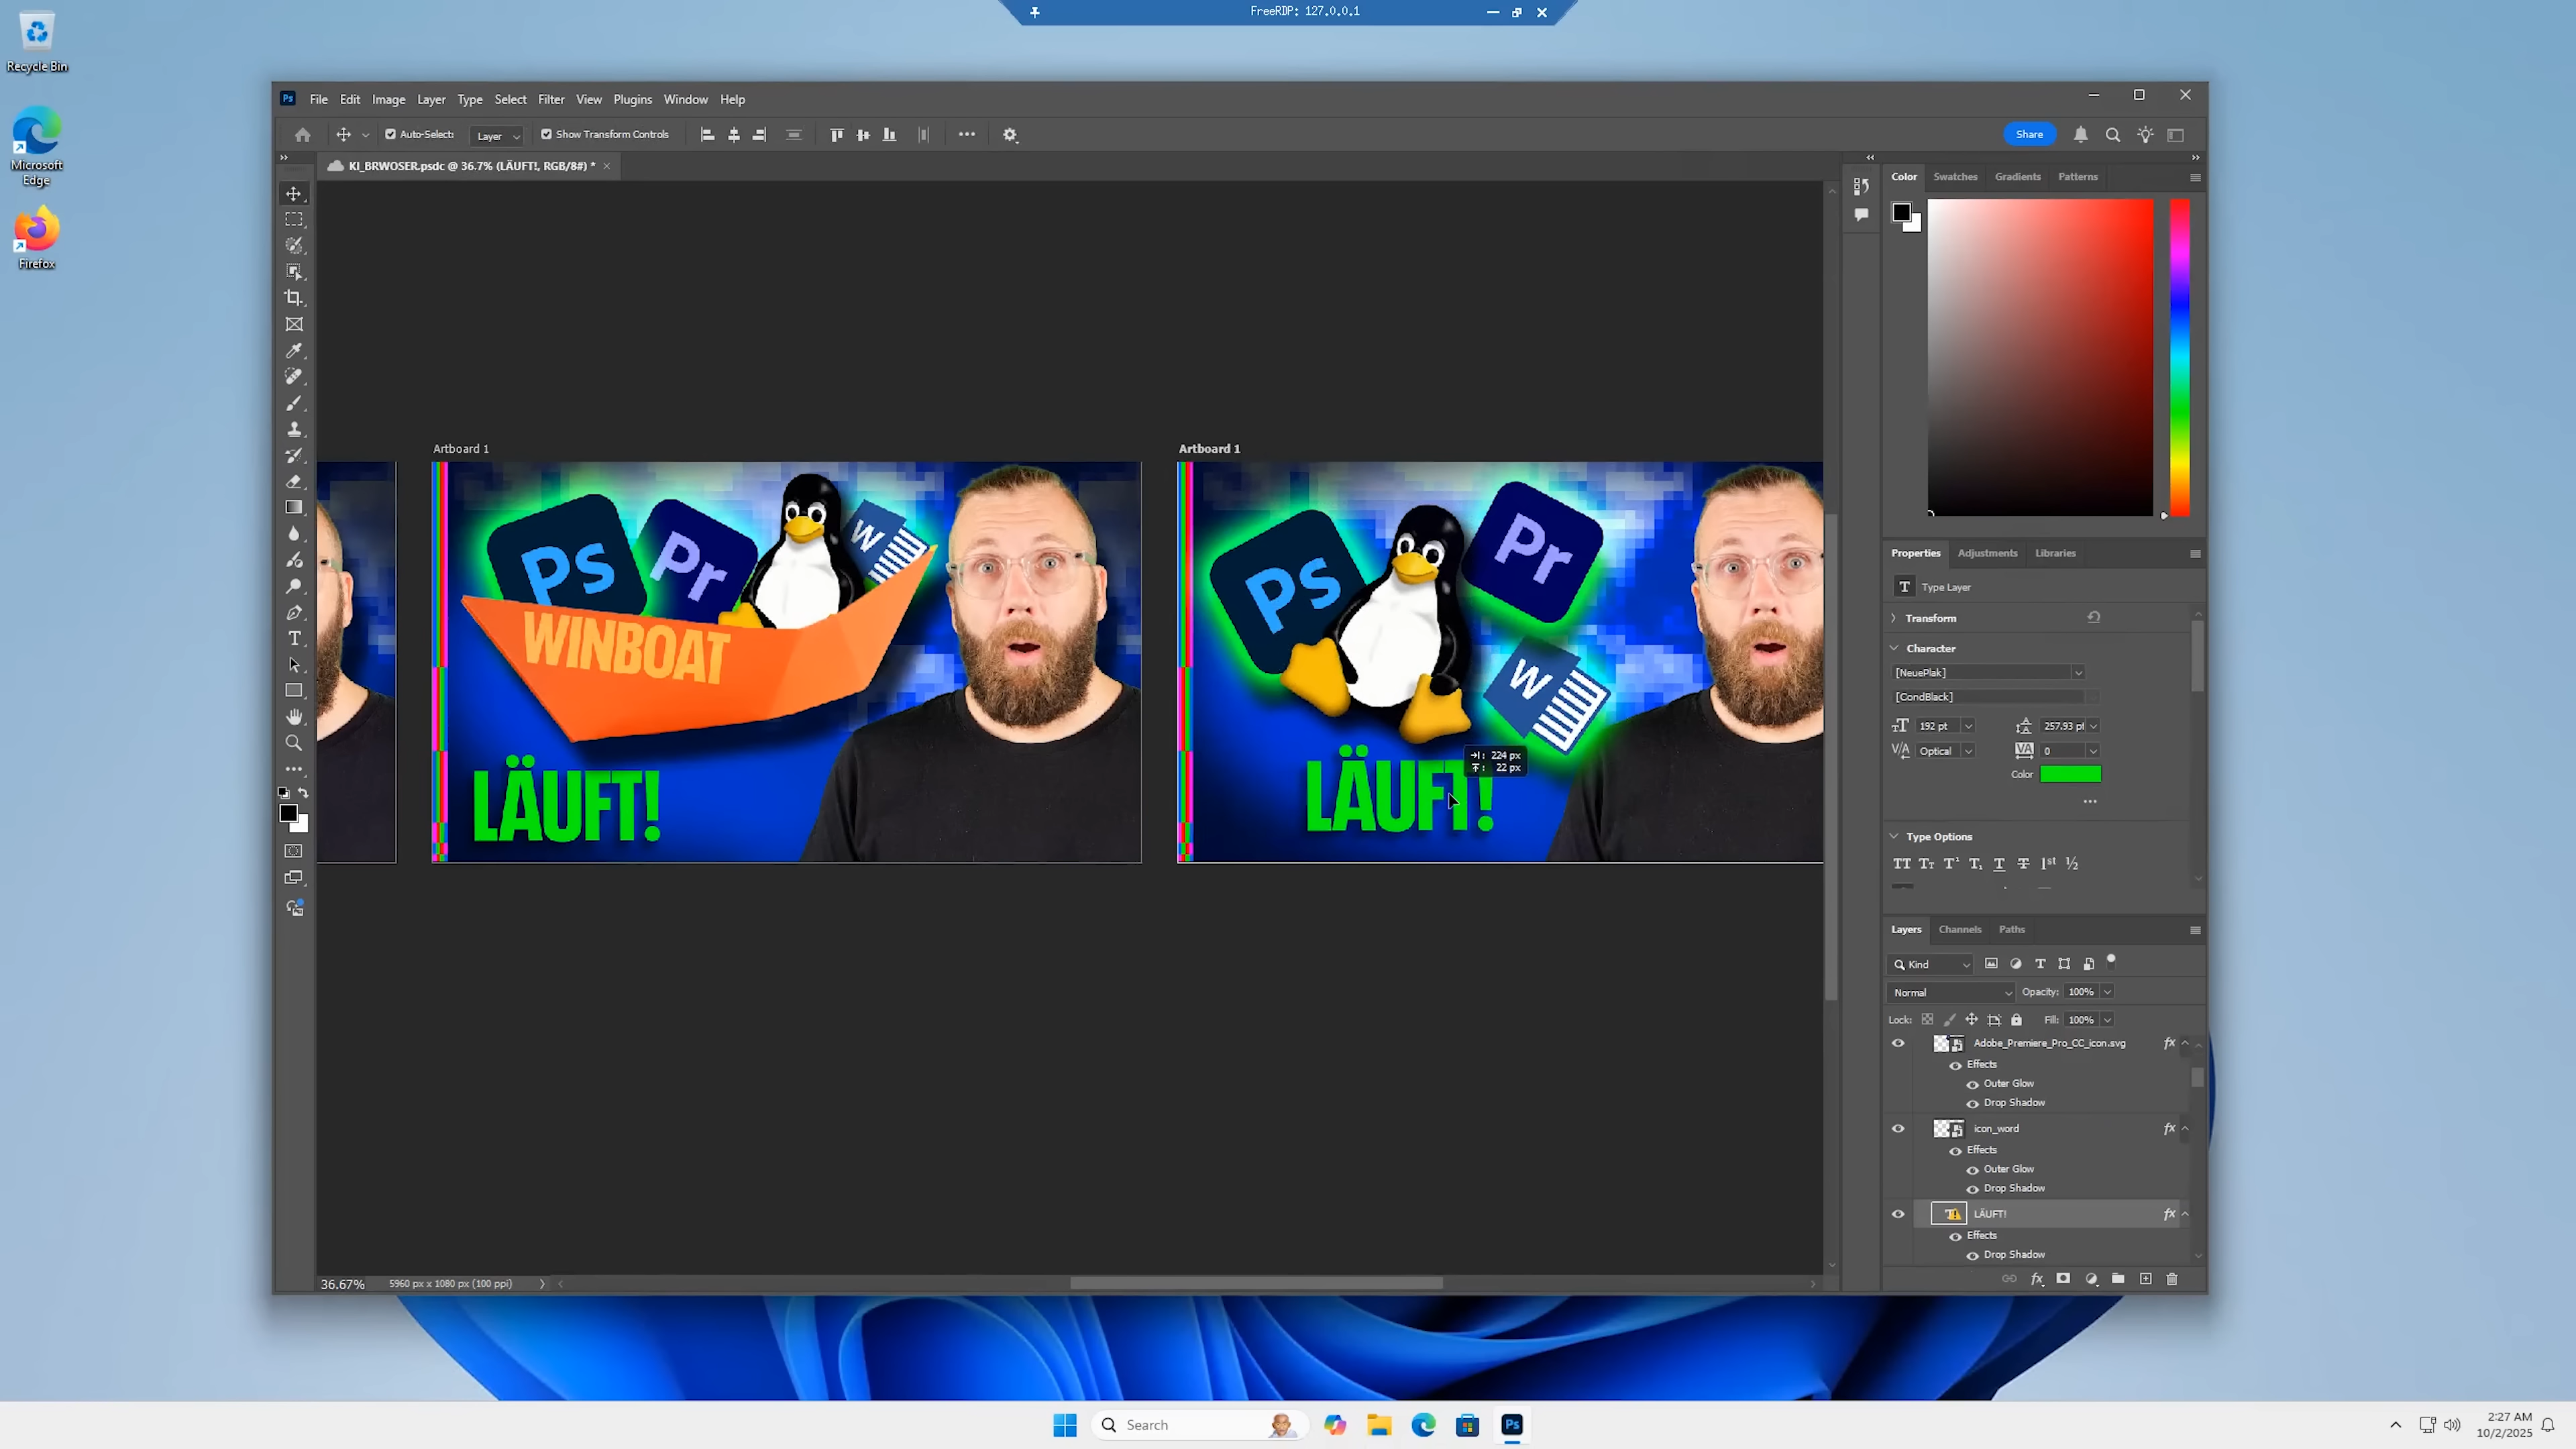 FreeRDP: 127.0.0.1
Recycle Bin
Microsoft
Edge
Firefox
Ps
File Edit Image Layer Type Select Filter View Plugins Window Help
Auto-Select: Layer Show Transform Controls
Share
KI_BRWOSER.psdc @ 36.7% (LÄUFT!, RGB/8#) *
Artboard 1
Ps
Pr
W
WINBOAT
LÄUFT!
Artboard 1
Ps
Pr
W
LÄUFT!
224 px
22 px
36.67%
5960 px x 1080 px (100 ppi)
Color Swatches Gradients Patterns
Properties Adjustments Libraries
Type Layer
Transform
Character
[NeuePlak]
[CondBlack]
192 pt
257.93 pt
Optical
0
Color
Type Options
Layers Channels Paths
Kind
Normal
Opacity: 100%
Lock:
Fill: 100%
Adobe_Premiere_Pro_CC_icon.svg
fx
Effects
Outer Glow
Drop Shadow
icon_word
fx
Effects
Outer Glow
Drop Shadow
LÄUFT!
fx
Effects
Drop Shadow
Search
Ps
2:27 AM
10/2/2025